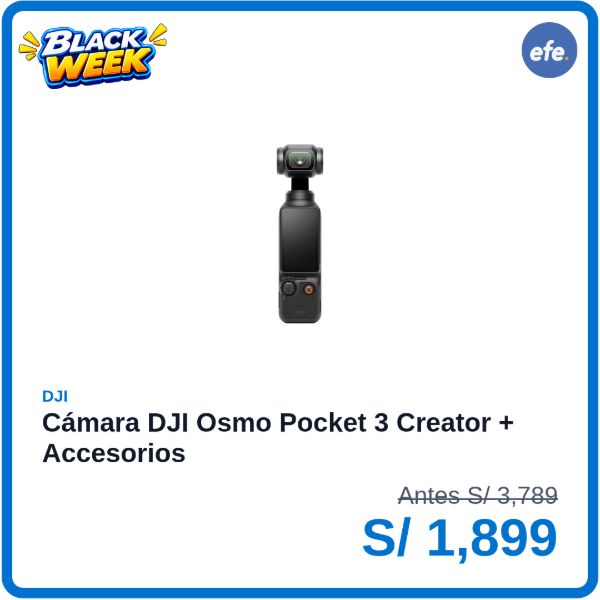 BLACK
WEEK
efe.
DJI
Cámara DJI Osmo Pocket 3 Creator +
Accesorios
Antes S/ 3,789
S/ 1,899